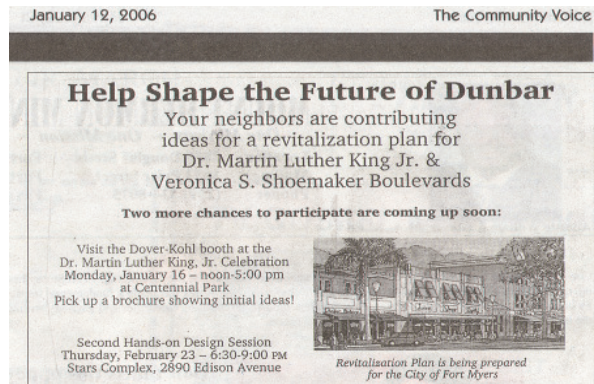 January 12, 2006
The Community Voice
Help Shape the Future of Dunbar
Your neighbors are contributing
ideas for a revitalization plan for
Dr. Martin Luther King Jr. &
Veronica S. Shoemaker Boulevards
Two more chances to participate are coming up soon:
Visit the Dover-Kohl booth at the
Dr. Martin Luther King, Jr. Celebration
Monday, January 16 – noon-5:00 pm
at Centennial Park
Pick up a brochure showing initial ideas!
Second Hands-on Design Session
Thursday, February 23 – 6:30-9:00 PM
Stars Complex, 2890 Edison Avenue
Revitalization Plan is being prepared
for the City of Fort Myers